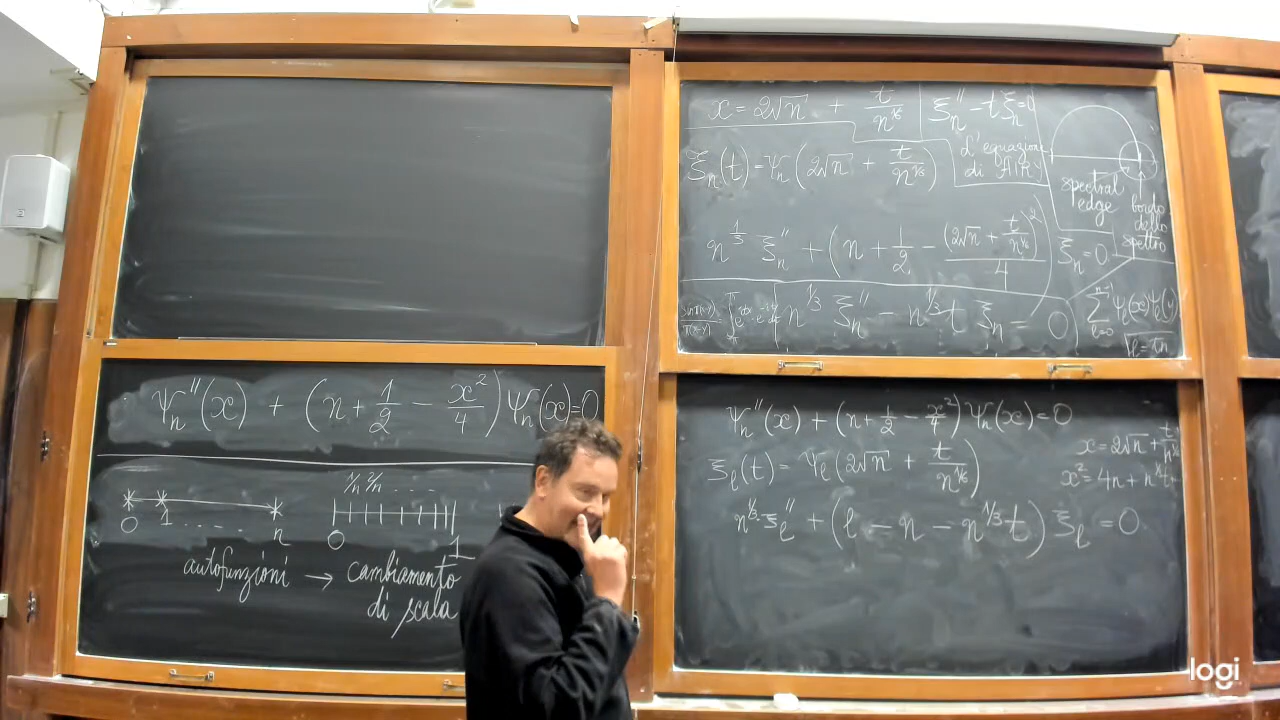 x = 2√n + t/n^{1/6}
ξ_n'' - tξ_n = 0
L'equazione
di AIRY
ξ_n(t) = ψ_n(2√n + t/n^{1/6})
spectral
edge
bordo
dello
spettro
n^{1/3} ξ_n'' + (n + 1/2 - (2√n + t/n^{1/6})²/4) ξ_n = 0
n^{1/3} ξ_n'' - n^{1/3} t ξ_n = 0
∑_{l=0}^{n-1} ψ_l(x)ψ_l(y)
ψ_n''(x) + (n + 1/2 - x²/4) ψ_n(x) = 0
1/n 2/n ....
0 1 ..... n
0 1
autofunzioni → cambiamento
di scala
ψ_n''(x) + (n + 1/2 - x²/4) ψ_n(x) = 0
ξ_l(t) = ψ_l(2√n + t/n^{1/6})
x = 2√n + t/n^{1/6}
n^{1/3} ξ_l'' + (l - n - n^{1/3} t) ξ_l = 0
logi